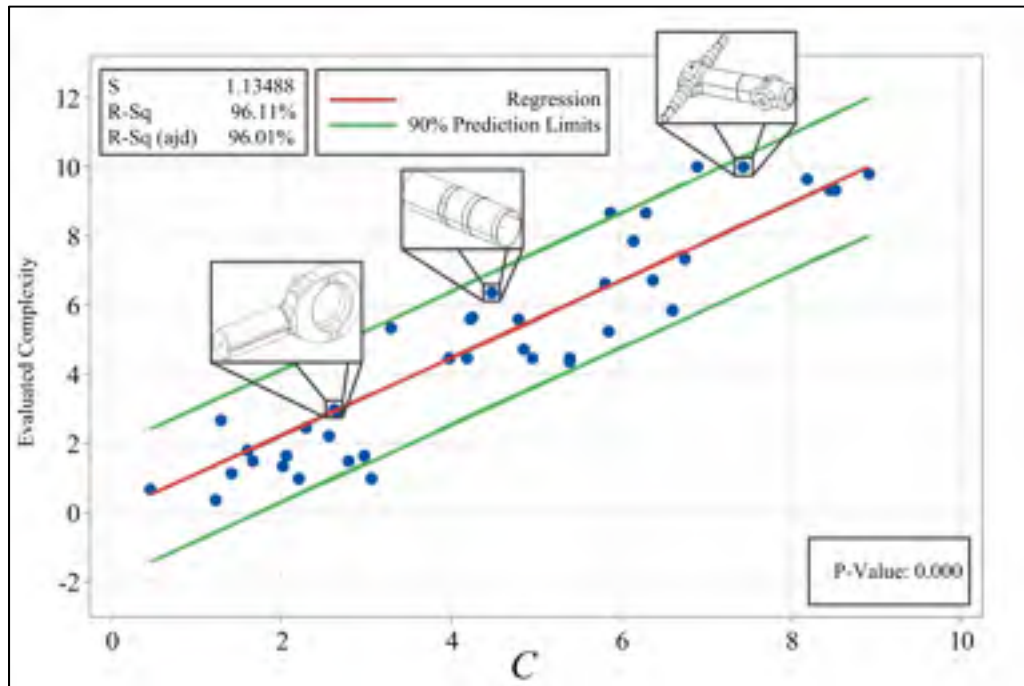 S 1.13488
R-Sq 96.11%
R-Sq (ajd) 96.01%
Regression
90% Prediction Limits
Evaluated Complexity
12
10
8
6
4
2
0
-2
P-Value: 0.000
0 2 4 6 8 10
C